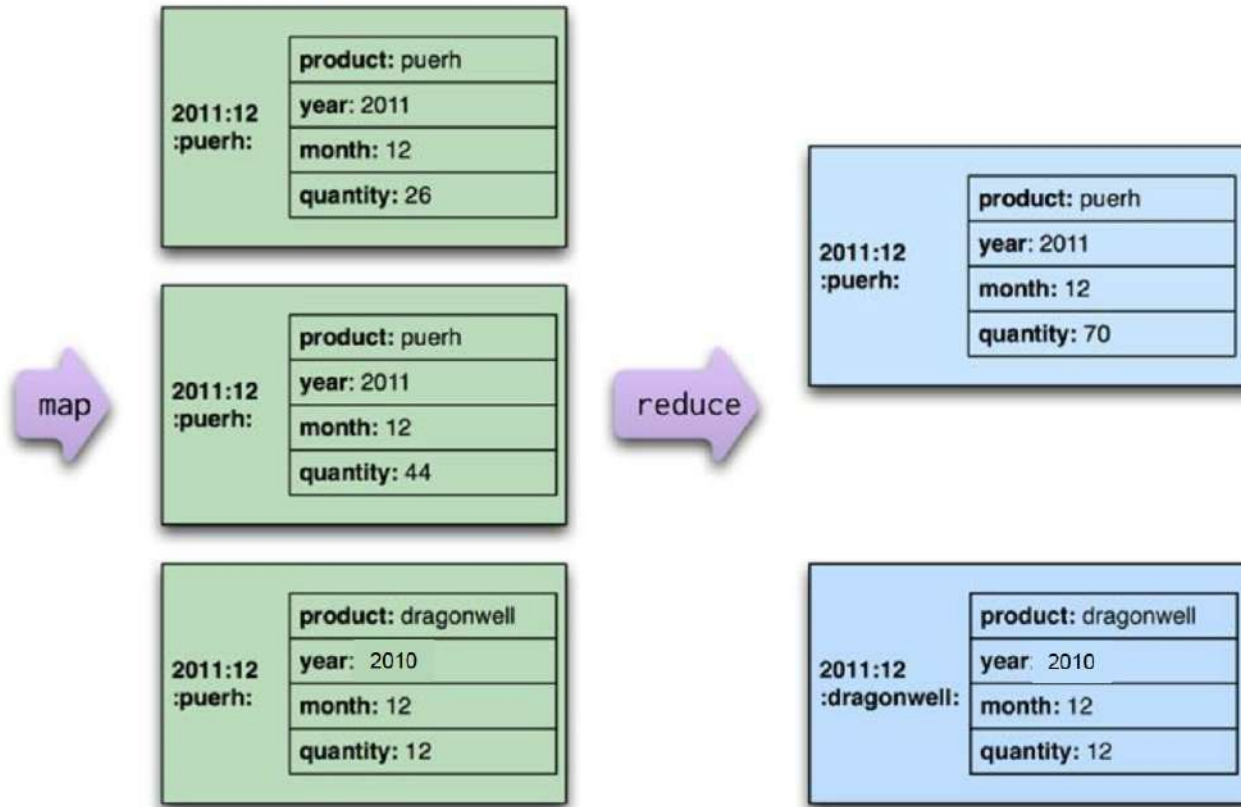 map
2011:12
:puerh:
product: puerh
year: 2011
month: 12
quantity: 26
2011:12
:puerh:
product: puerh
year: 2011
month: 12
quantity: 44
2011:12
:puerh:
product: dragonwell
year: 2010
month: 12
quantity: 12
reduce
2011:12
:puerh:
product: puerh
year: 2011
month: 12
quantity: 70
2011:12
:dragonwell:
product: dragonwell
year: 2010
month: 12
quantity: 12